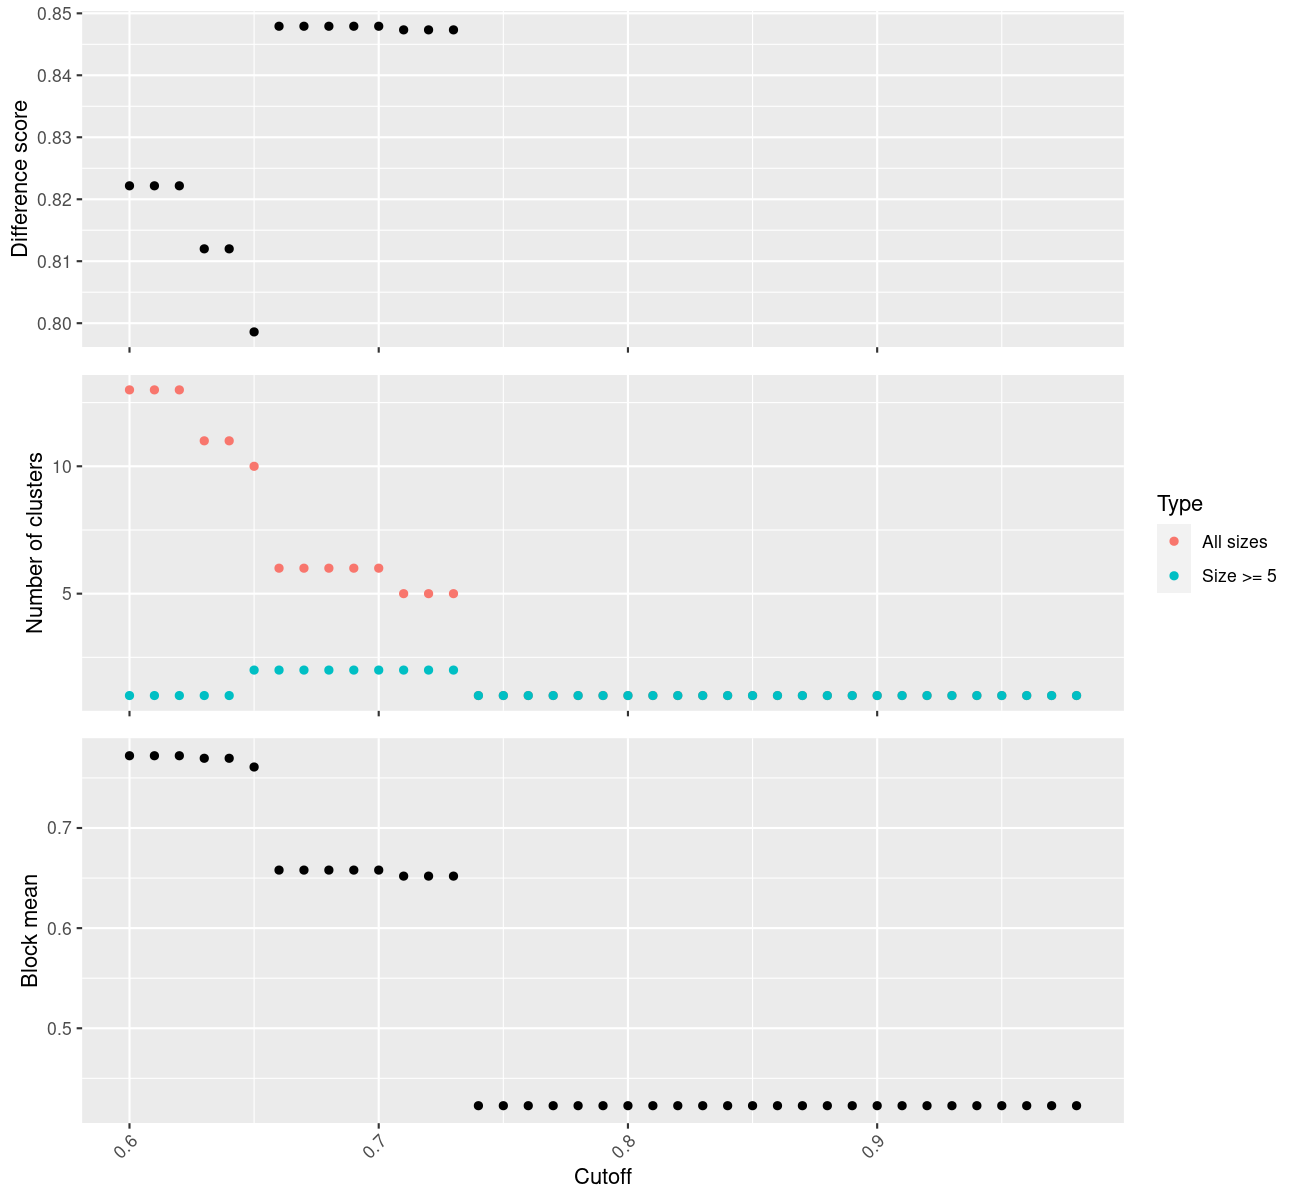 Difference score
0.85
0.84
0.83
0.82
0.81
0.80
Number of clusters
10
5
Type
All sizes
Size >= 5
Block mean
0.7
0.6
0.5
0.6
0.7
0.8
0.9
Cutoff